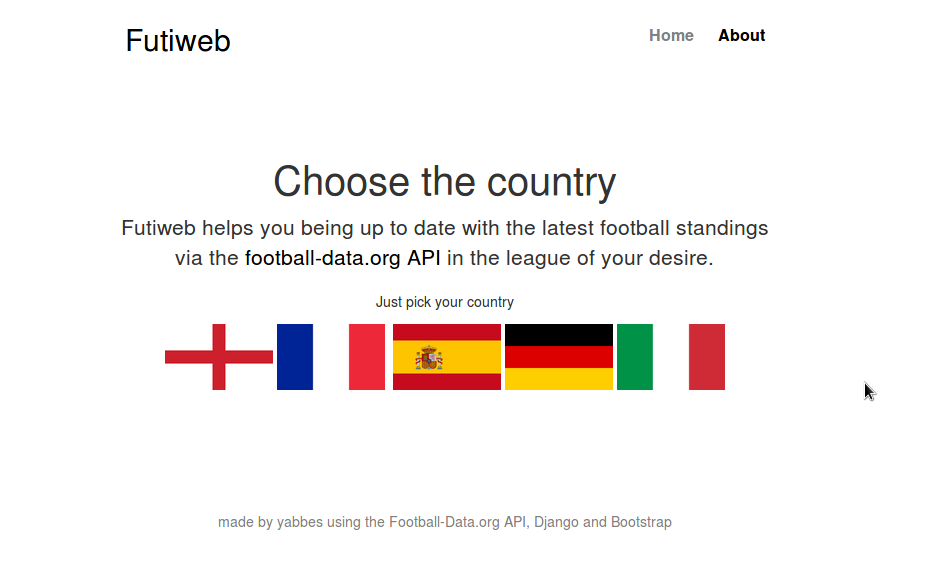 Futiweb
Home About
Choose the country
Futiweb helps you being up to date with the latest football standings
via the football-data.org API in the league of your desire.
Just pick your country
made by yabbes using the Football-Data.org API, Django and Bootstrap